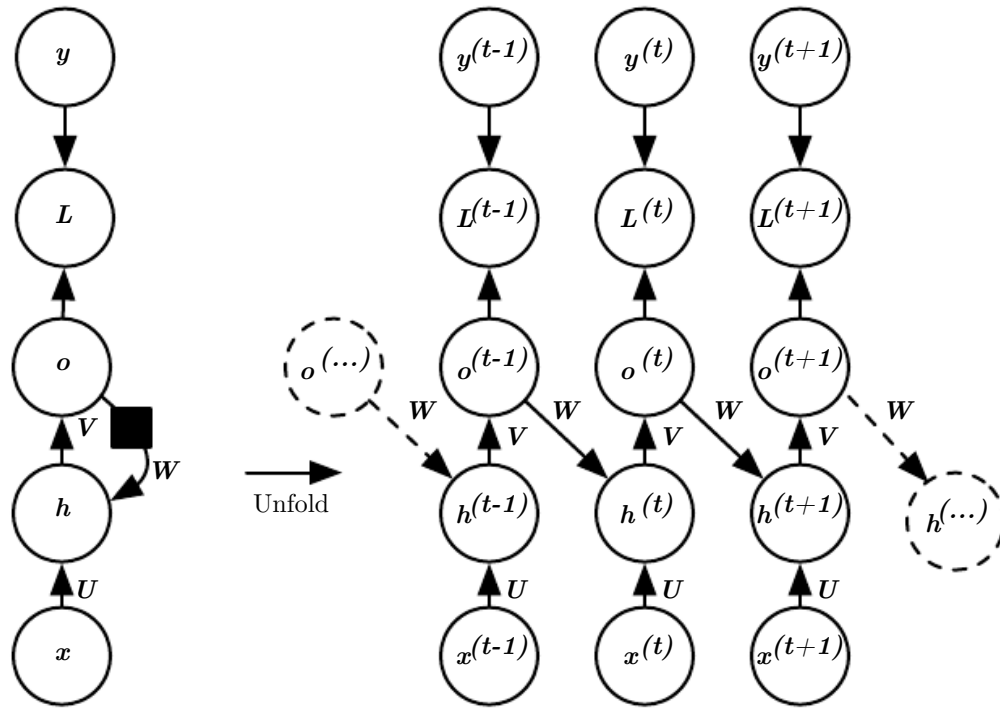 y y(t-1) y(t) y(t+1)
L L(t-1) L(t) L(t+1)
o o(...) o(t-1) o(t) o(t+1)
W W W W
V V V V
W
h h(t-1) h(t) h(t+1) h(...)
Unfold
U U U U
x x(t-1) x(t) x(t+1)